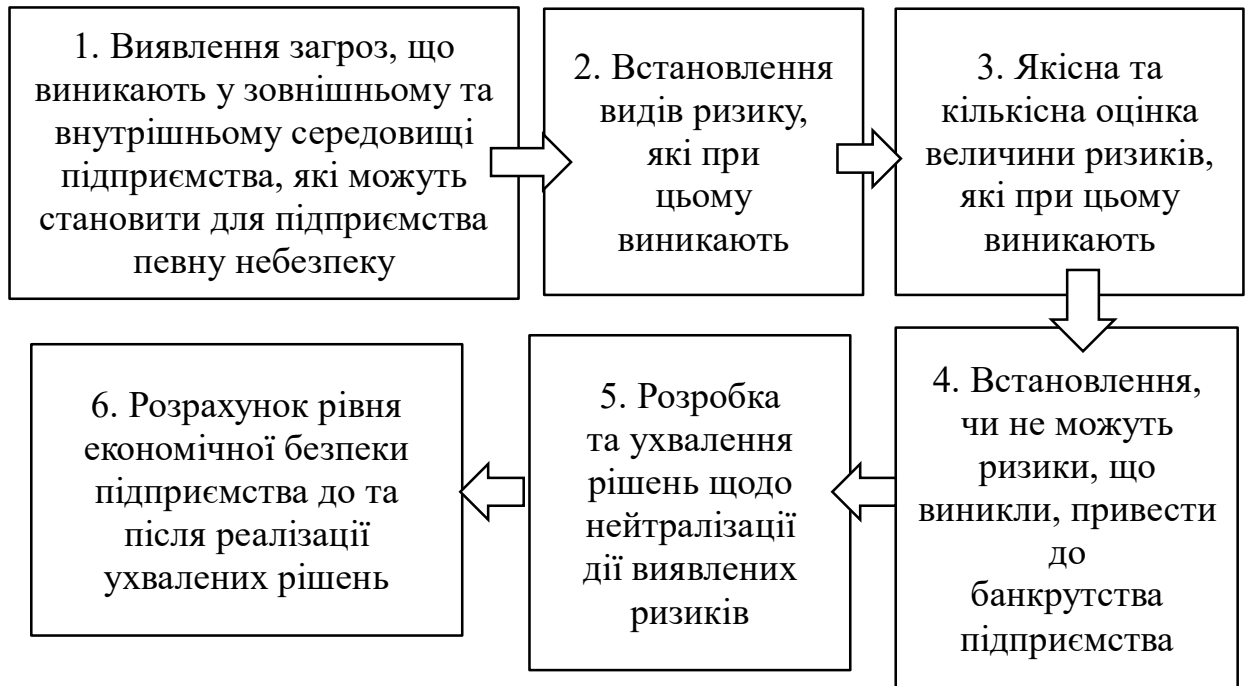 1. Виявлення загроз, що
виникають у зовнішньому та
внутрішньому середовищі
підприємства, які можуть
становити для підприємства
певну небезпеку
2. Встановлення
видів ризику,
які при
цьому
виникають
3. Якісна та
кількісна оцінка
величини ризиків,
які при цьому
виникають
4. Встановлення,
чи не можуть
ризики, що
виникли, привести
до
банкрутства
підприємства
5. Розробка
та ухвалення
рішень щодо
нейтралізації
дії виявлених
ризиків
6. Розрахунок рівня
економічної безпеки
підприємства до та
після реалізації
ухвалених рішень